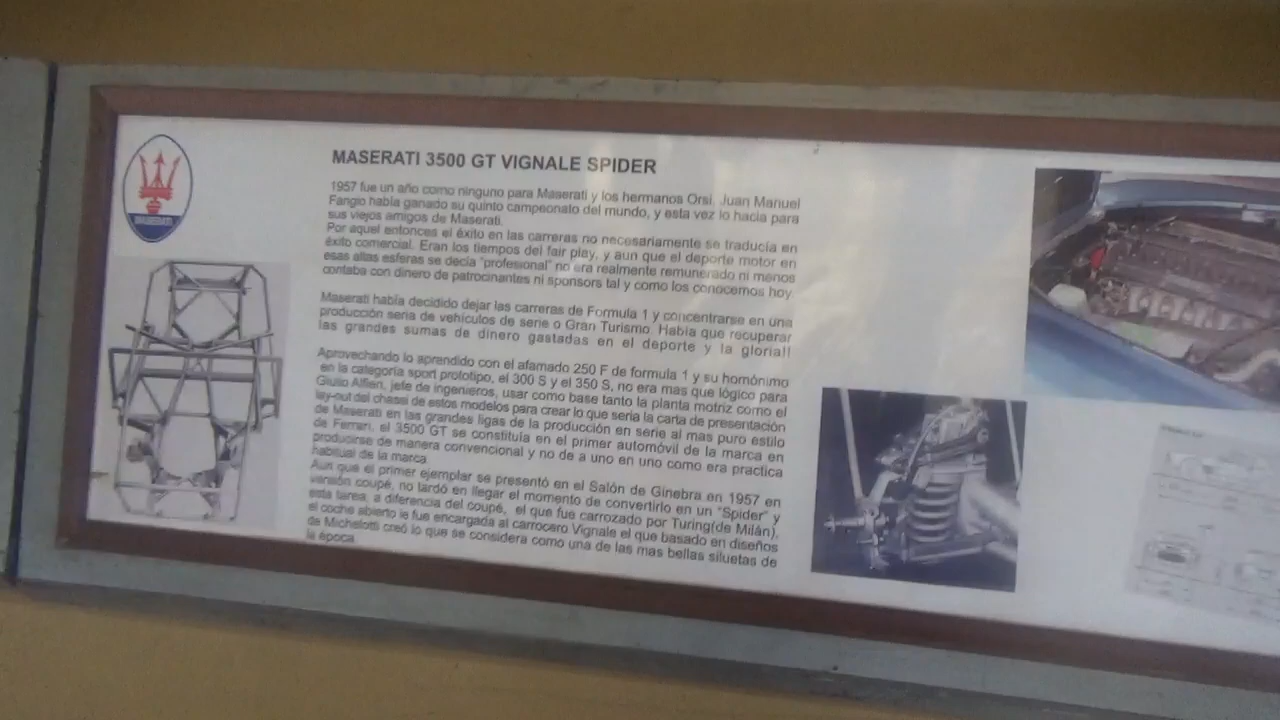 MASERATI 3500 GT VIGNALE SPIDER
1957 fue un año como ninguno para Maserati y los hermanos Orsi. Juan Manuel
Fangio había ganado su quinto campeonato del mundo, y esta vez lo hacía para
sus viejos amigos de Maserati.
Por aquel entonces el éxito en las carreras no necesariamente se traducía en
éxito comercial. Eran los tiempos del fair play, y aun que el deporte motor en
esas altas esferas se decía "profesional" no era realmente remunerado ni menos
contaba con dinero de patrocinantes ni sponsors tal y como los conocemos hoy.
Maserati había decidido dejar las carreras de Formula 1 y concentrarse en una
producción seria de vehículos de serie o Gran Turismo. Había que recuperar
las grandes sumas de dinero gastadas en el deporte y la gloria!!
Aprovechando lo aprendido con el afamado 250 F de formula 1 y su homónimo
en la categoría sport prototipo, el 300 S y el 350 S, no era mas que lógico para
Giulio Alfieri, jefe de ingenieros, usar como base tanto la planta motriz como el
lay-out del chasei de estos modelos para crear lo que sería la carta de presentación
de Maserati en las grandes ligas de la producción en serie al mas puro estilo
de Ferrari, el 3500 GT se constituía en el primer automóvil de la marca en
producirse de manera convencional y no de a uno en uno como era practica
habitual de la marca.
Aun que el primer ejemplar se presentó en el Salón de Ginebra en 1957 en
versión coupé, no tardó en llegar el momento de convertirlo en un "Spider" y
esta tarea, a diferencia del coupé, el que fue carrozado por Turing(de Milán),
el coche abierto le fue encargada al carrocero Vignale el que basado en diseños
de Michelotti creó lo que se considera como una de las mas bellas siluetas de
la época.
MASERATI